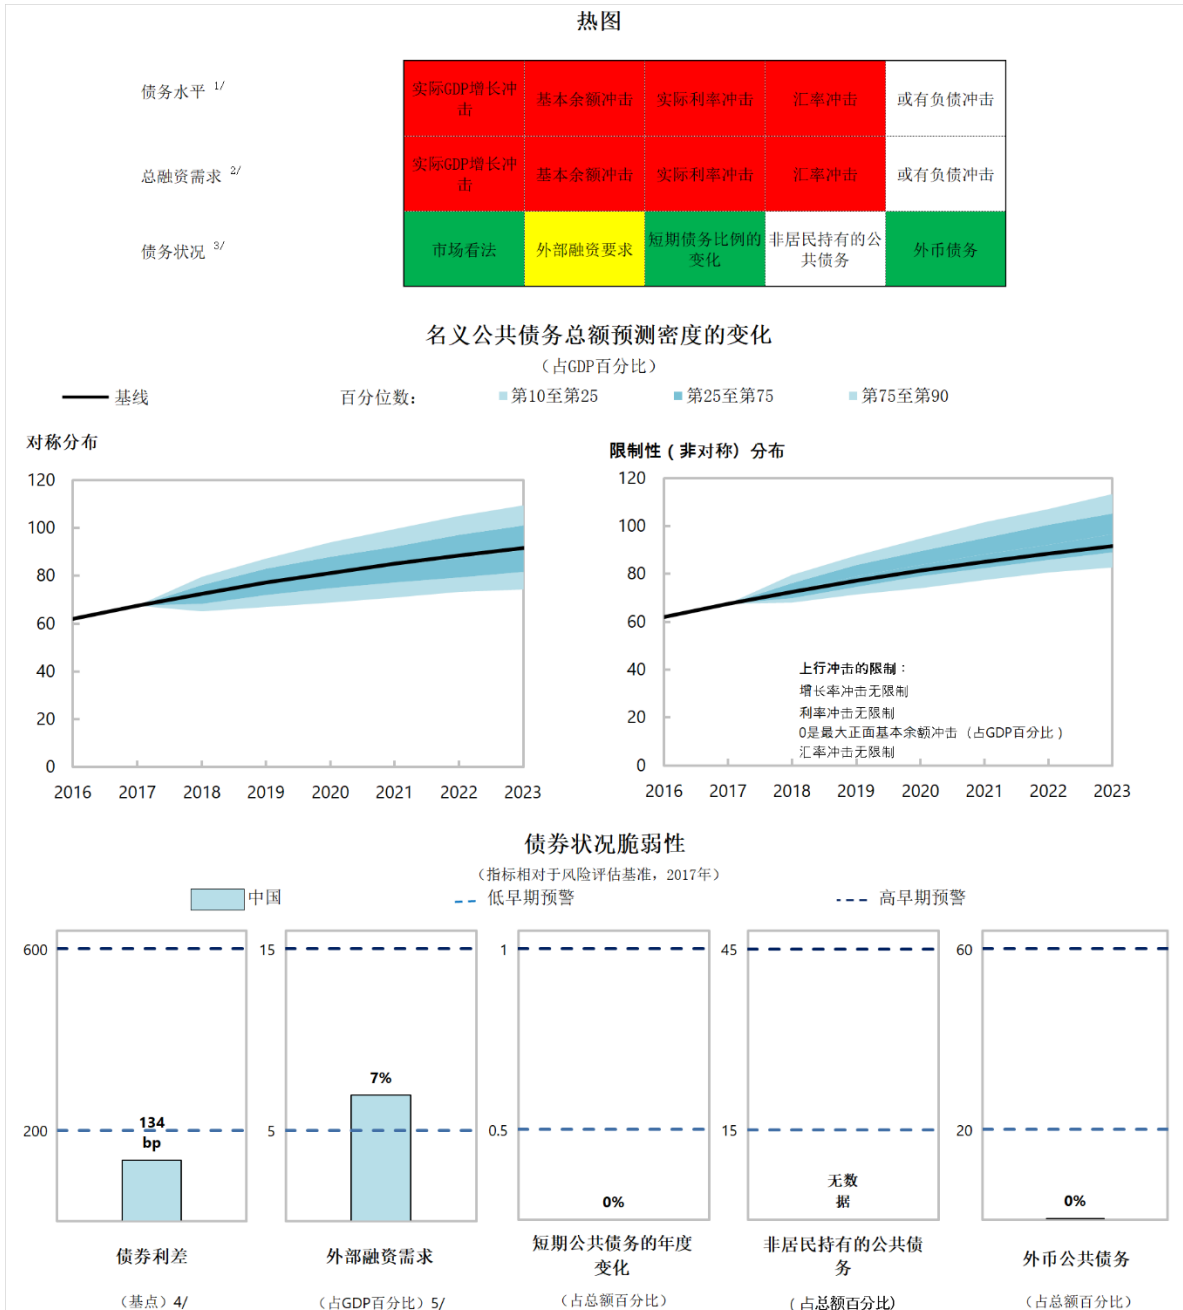 热图
债务水平 1/
实际GDP增长冲
击
基本余额冲击
实际利率冲击
汇率冲击
或有负债冲击
总融资需求 2/
实际GDP增长冲
击
基本余额冲击
实际利率冲击
汇率冲击
或有负债冲击
债务状况 3/
市场看法
外部融资要求
短期债务比例的
变化
非居民持有的公
共债务
外币债务
名义公共债务总额预测密度的变化
（占GDP百分比）
基线 百分位数： 第10至第25 第25至第75 第75至第90
对称分布
120
100
80
60
40
20
0
2016 2017 2018 2019 2020 2021 2022 2023
限制性（非对称）分布
120
100
80
60
40
20
0
上行冲击的限制：
增长率冲击无限制
利率冲击无限制
0是最大正面基本余额冲击（占GDP百分比）
汇率冲击无限制
2016 2017 2018 2019 2020 2021 2022 2023
债券状况脆弱性
（指标相对于风险评估基准，2017年）
中国 低早期预警 高早期预警
600
200
134
bp
债券利差
（基点）4/
15
5
7%
外部融资需求
（占GDP百分比）5/
1
0.5
0%
短期公共债务的年度
变化
（占总额百分比）
45
15
无数
据
非居民持有的公共债
务
（占总额百分比）
60
20
0%
外币公共债务
（占总额百分比）